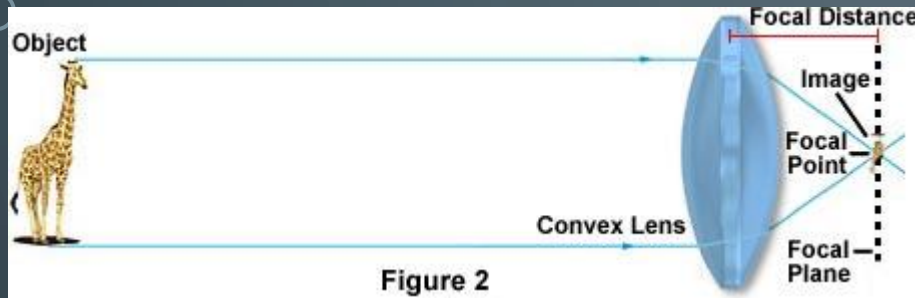 Focal Distance
Object
Image
Focal
Point
Convex Lens
Focal
Plane
Figure 2